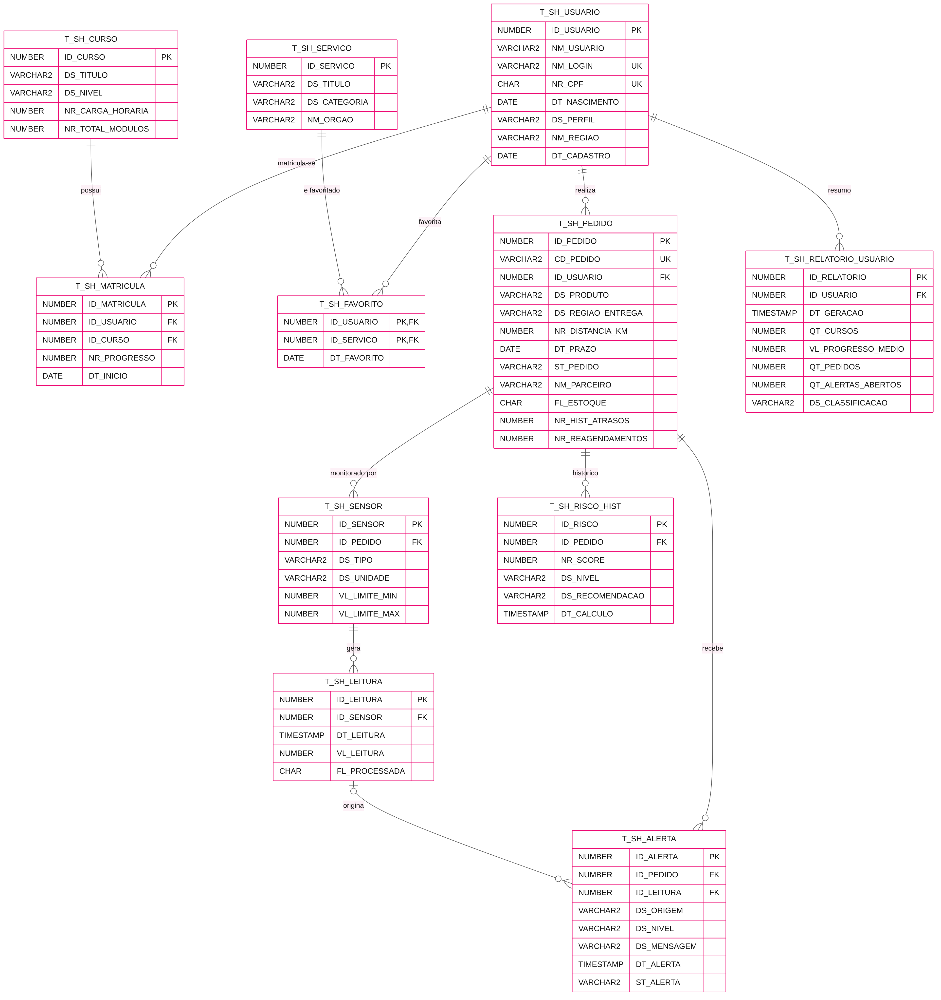 T_SH_USUARIO
NUMBER ID_USUARIO PK
VARCHAR2 NM_USUARIO
VARCHAR2 NM_LOGIN UK
CHAR NR_CPF UK
DATE DT_NASCIMENTO
VARCHAR2 DS_PERFIL
VARCHAR2 NM_REGIAO
DATE DT_CADASTRO
T_SH_CURSO
NUMBER ID_CURSO PK
VARCHAR2 DS_TITULO
VARCHAR2 DS_NIVEL
NUMBER NR_CARGA_HORARIA
NUMBER NR_TOTAL_MODULOS
T_SH_SERVICO
NUMBER ID_SERVICO PK
VARCHAR2 DS_TITULO
VARCHAR2 DS_CATEGORIA
VARCHAR2 NM_ORGAO
matricula-se
possui
e favoritado
realiza
resumo
favorita
T_SH_PEDIDO
NUMBER ID_PEDIDO PK
VARCHAR2 CD_PEDIDO UK
NUMBER ID_USUARIO FK
VARCHAR2 DS_PRODUTO
VARCHAR2 DS_REGIAO_ENTREGA
NUMBER NR_DISTANCIA_KM
DATE DT_PRAZO
VARCHAR2 ST_PEDIDO
VARCHAR2 NM_PARCEIRO
CHAR FL_ESTOQUE
NUMBER NR_HIST_ATRASOS
NUMBER NR_REAGENDAMENTOS
T_SH_RELATORIO_USUARIO
NUMBER ID_RELATORIO PK
NUMBER ID_USUARIO FK
TIMESTAMP DT_GERACAO
NUMBER QT_CURSOS
NUMBER VL_PROGRESSO_MEDIO
NUMBER QT_PEDIDOS
NUMBER QT_ALERTAS_ABERTOS
VARCHAR2 DS_CLASSIFICACAO
T_SH_MATRICULA
NUMBER ID_MATRICULA PK
NUMBER ID_USUARIO FK
NUMBER ID_CURSO FK
NUMBER NR_PROGRESSO
DATE DT_INICIO
T_SH_FAVORITO
NUMBER ID_USUARIO PK,FK
NUMBER ID_SERVICO PK,FK
DATE DT_FAVORITO
monitorado por
historico
T_SH_SENSOR
NUMBER ID_SENSOR PK
NUMBER ID_PEDIDO FK
VARCHAR2 DS_TIPO
VARCHAR2 DS_UNIDADE
NUMBER VL_LIMITE_MIN
NUMBER VL_LIMITE_MAX
T_SH_RISCO_HIST
NUMBER ID_RISCO PK
NUMBER ID_PEDIDO FK
NUMBER NR_SCORE
VARCHAR2 DS_NIVEL
VARCHAR2 DS_RECOMENDACAO
TIMESTAMP DT_CALCULO
gera
recebe
T_SH_LEITURA
NUMBER ID_LEITURA PK
NUMBER ID_SENSOR FK
TIMESTAMP DT_LEITURA
NUMBER VL_LEITURA
CHAR FL_PROCESSADA
origina
T_SH_ALERTA
NUMBER ID_ALERTA PK
NUMBER ID_PEDIDO FK
NUMBER ID_LEITURA FK
VARCHAR2 DS_ORIGEM
VARCHAR2 DS_NIVEL
VARCHAR2 DS_MENSAGEM
TIMESTAMP DT_ALERTA
VARCHAR2 ST_ALERTA